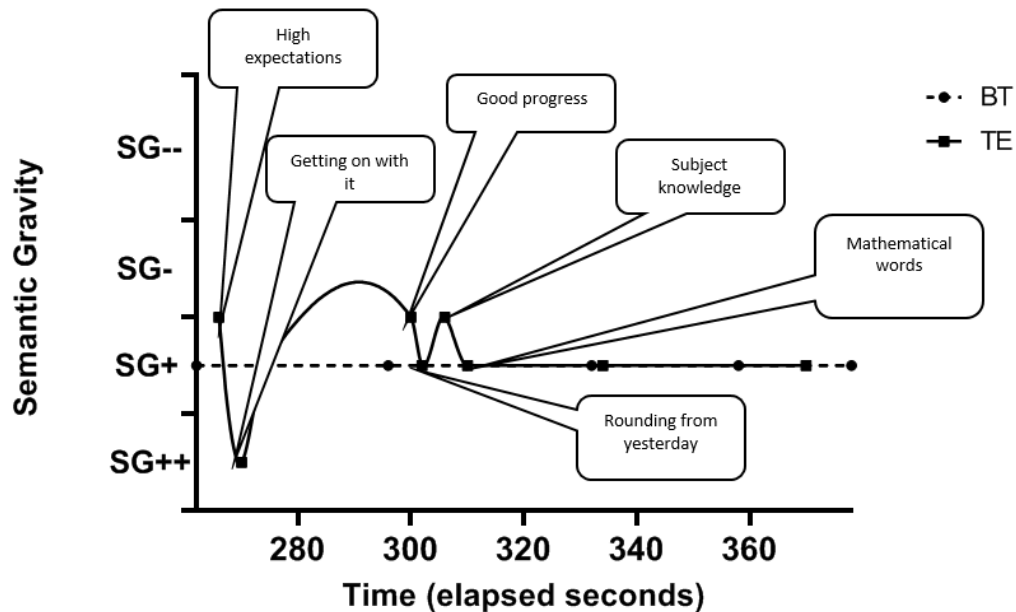 High
expectations
Good progress
BT
TE
Getting on with
it
SG--
Subject
knowledge
Mathematical
words
SG-
Semantic Gravity
SG+
Rounding from
yesterday
SG++
280 300 320 340 360
Time (elapsed seconds)